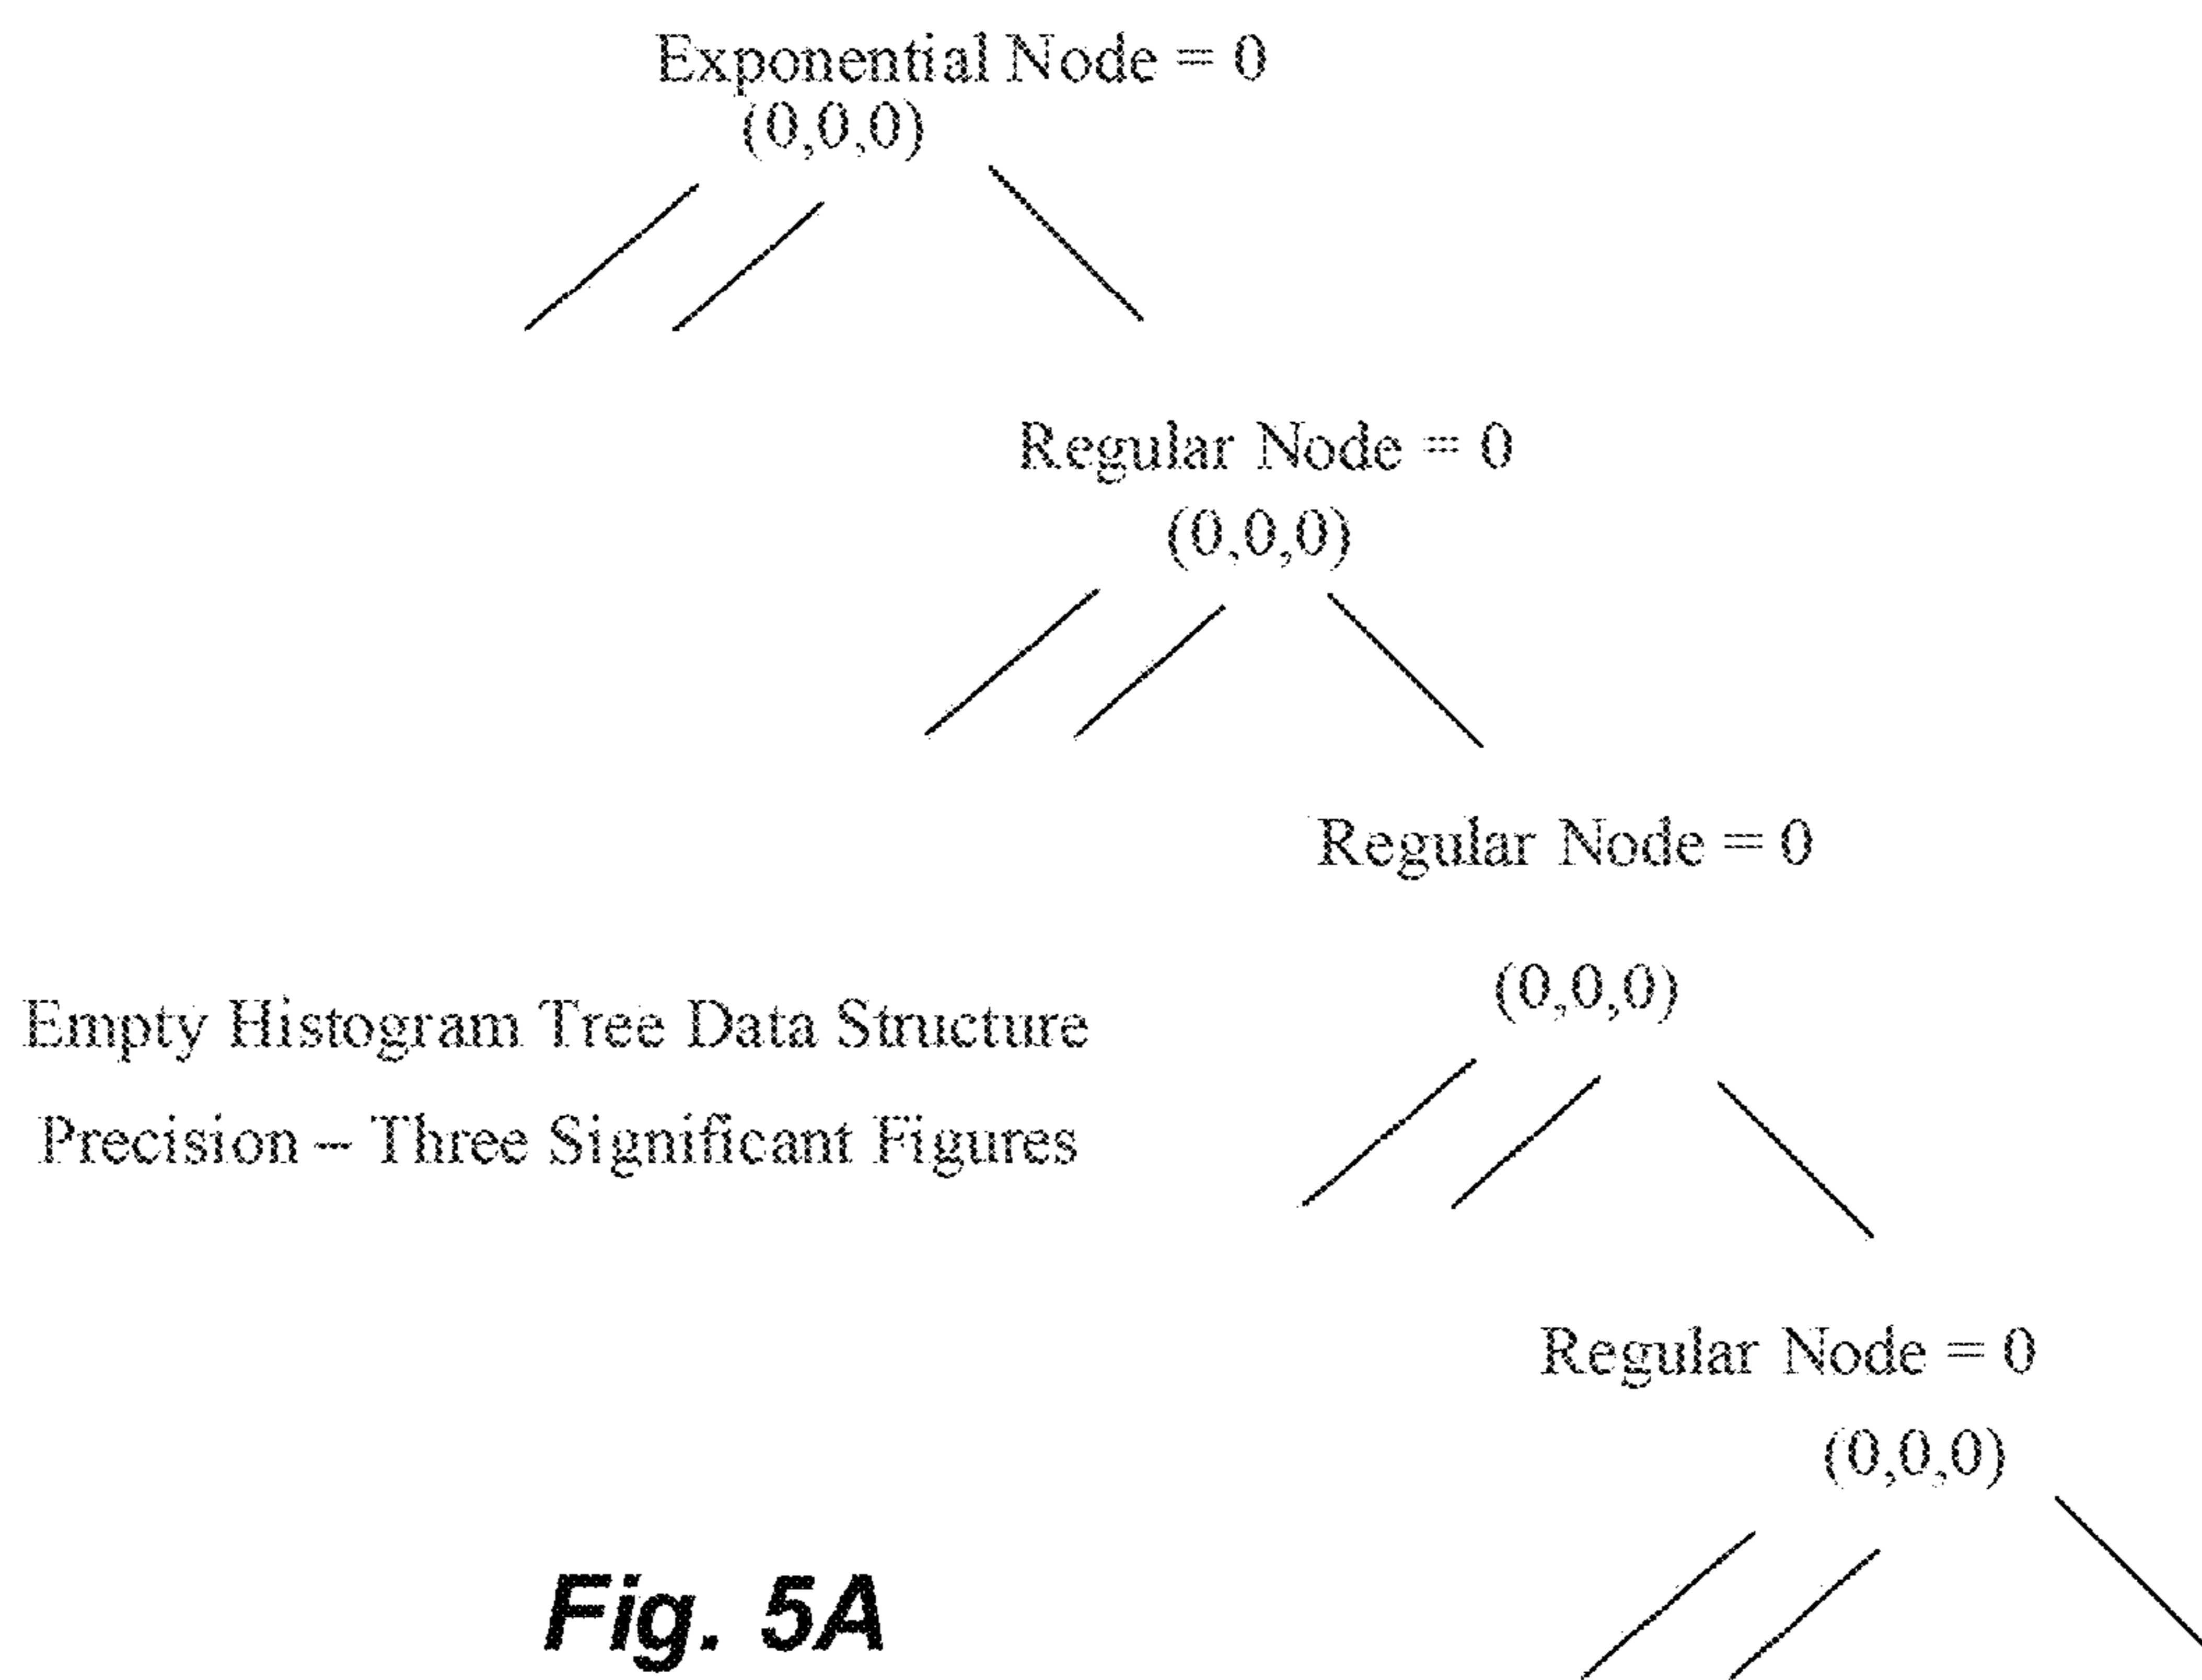 Exponential Node = 0
(0,0,0)
Regular Node = 0
(0,0,0)
Regular Node = 0
(0,0,0)
Empty Histogram Tree Data Structure
Precision – Three Significant Figures
Regular Node = 0
(0,0,0)
Fig. 5A